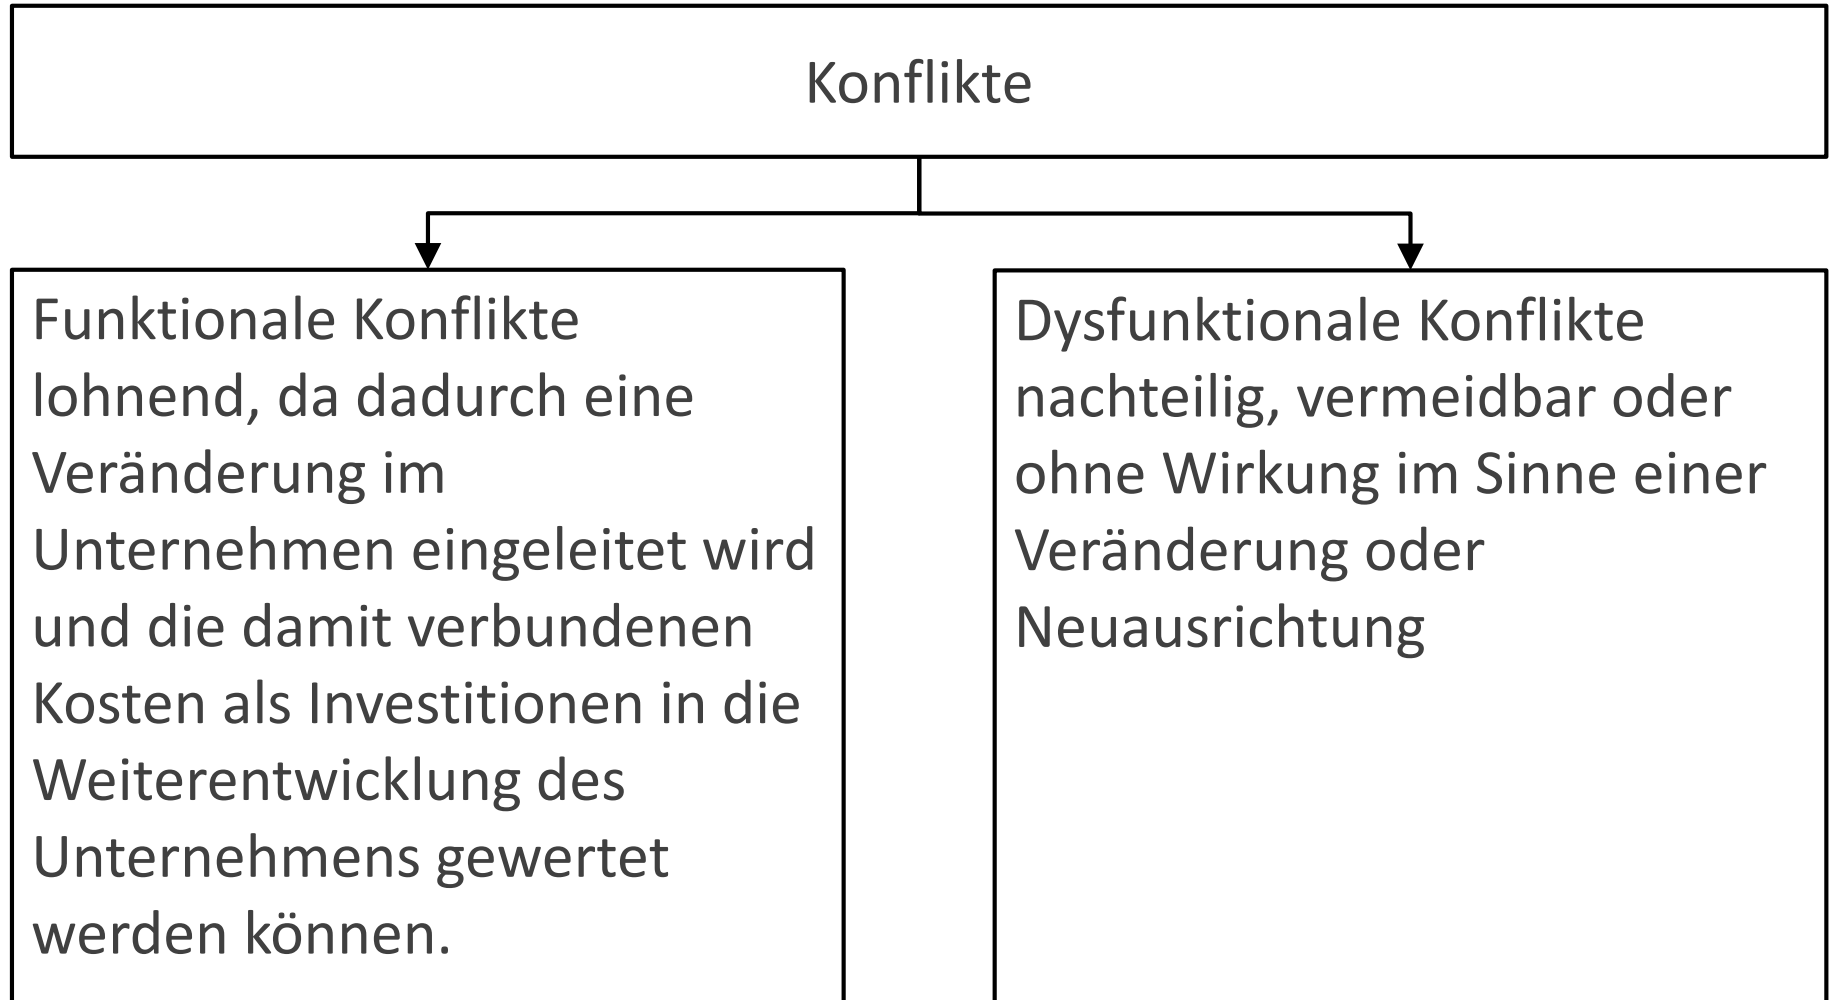 Konflikte
Funktionale Konflikte
lohnend, da dadurch eine
Veränderung im
Unternehmen eingeleitet wird
und die damit verbundenen
Kosten als Investitionen in die
Weiterentwicklung des
Unternehmens gewertet
werden können.
Dysfunktionale Konflikte
nachteilig, vermeidbar oder
ohne Wirkung im Sinne einer
Veränderung oder
Neuausrichtung